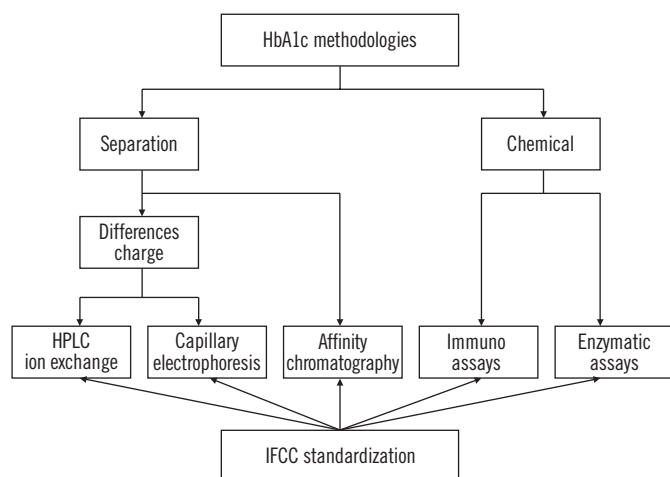 HbA1c methodologies
Separation
Chemical
Differences
charge
HPLC
ion exchange
Capillary
electrophoresis
Affinity
chromatography
Immuno
assays
Enzymatic
assays
IFCC standardization